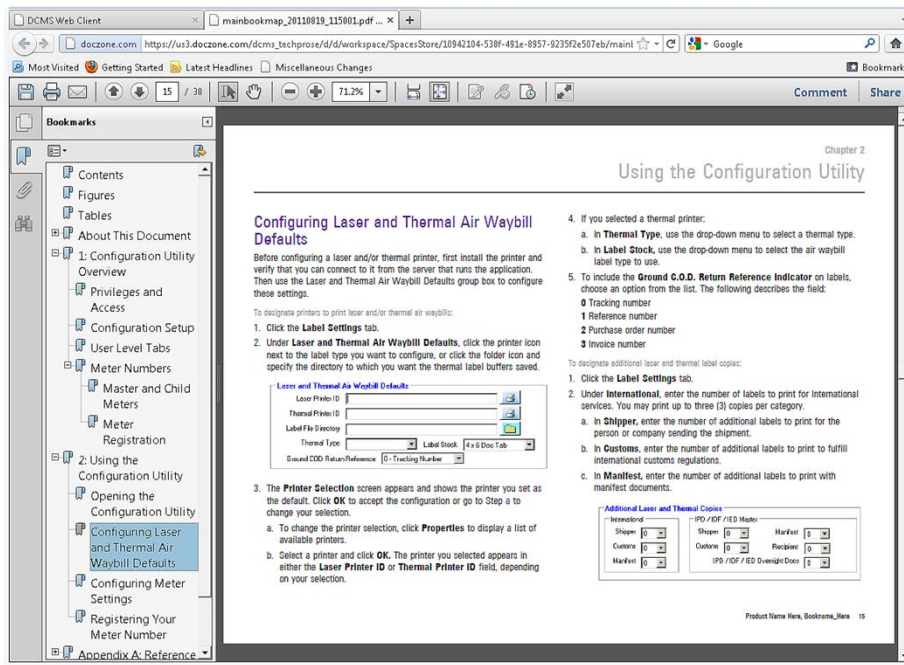 DCMS Web Client
mainbookmap_20110819_115001.pdf ...
doczone.com https://us3.doczone.com/dcms_techprose/d/d/workspace/SpacesStore/10942104-538f-491e-8957-9235f2e507eb/main
Google
Most Visited Getting Started Latest Headlines Miscellaneous Changes
Bookmark
15 / 30
71.2%
Comment Share
Bookmarks
Contents
Figures
Tables
About This Document
1: Configuration Utility
Overview
Privileges and
Access
Configuration Setup
User Level Tabs
Meter Numbers
Master and Child
Meters
Meter
Registration
2: Using the
Configuration Utility
Opening the
Configuration Utility
Configuring Laser
and Thermal Air
Waybill Defaults
Configuring Meter
Settings
Registering Your
Meter Number
Appendix A: Reference
Chapter 2
Using the Configuration Utility
Configuring Laser and Thermal Air Waybill
Defaults
Before configuring a laser and/or thermal printer, first install the printer and
verify that you can connect to it from the server that runs the application.
Then use the Laser and Thermal Air Waybill Defaults group box to configure
these settings.
To designate printers to print laser and/or thermal air waybills:
1. Click the Label Settings tab.
2. Under Laser and Thermal Air Waybill Defaults, click the printer icon
next to the label type you want to configure, or click the folder icon and
specify the directory to which you want the thermal label buffers saved.
Laser and Thermal Air Waybill Defaults
Laser Printer ID
Thermal Printer ID
Label File Directory
Thermal Type Label Stock 4 x 6 Doc Tab
Ground COD Return Reference 0 - Tracking Number
3. The Printer Selection screen appears and shows the printer you set as
the default. Click OK to accept the configuration or go to Step a to
change your selection.
a. To change the printer selection, click Properties to display a list of
available printers.
b. Select a printer and click OK. The printer you selected appears in
either the Laser Printer ID or Thermal Printer ID field, depending
on your selection.
4. If you selected a thermal printer:
a. In Thermal Type, use the drop-down menu to select a thermal type.
b. In Label Stock, use the drop-down menu to select the air waybill
label type to use.
5. To include the Ground C.O.D. Return Reference Indicator on labels,
choose an option from the list. The following describes the field:
0 Tracking number
1 Reference number
2 Purchase order number
3 Invoice number
To designate additional laser and thermal label copies:
1. Click the Label Settings tab.
2. Under International, enter the number of labels to print for International
services. You may print up to three (3) copies per category.
a. In Shipper, enter the number of additional labels to print for the
person or company sending the shipment.
b. In Customs, enter the number of additional labels to print to fulfill
international customs regulations.
c. In Manifest, enter the number of additional labels to print with
manifest documents.
Additional Laser and Thermal Copies
International IPD / IDF / IED Master
Shipper 0 Shipper 0 Manifest 0
Customs 0 Customs 0 Recipient 0
Manifest 0 IPD / IDF / IED Overnight Docs 0
Product Name Here, Bookname_Here 15